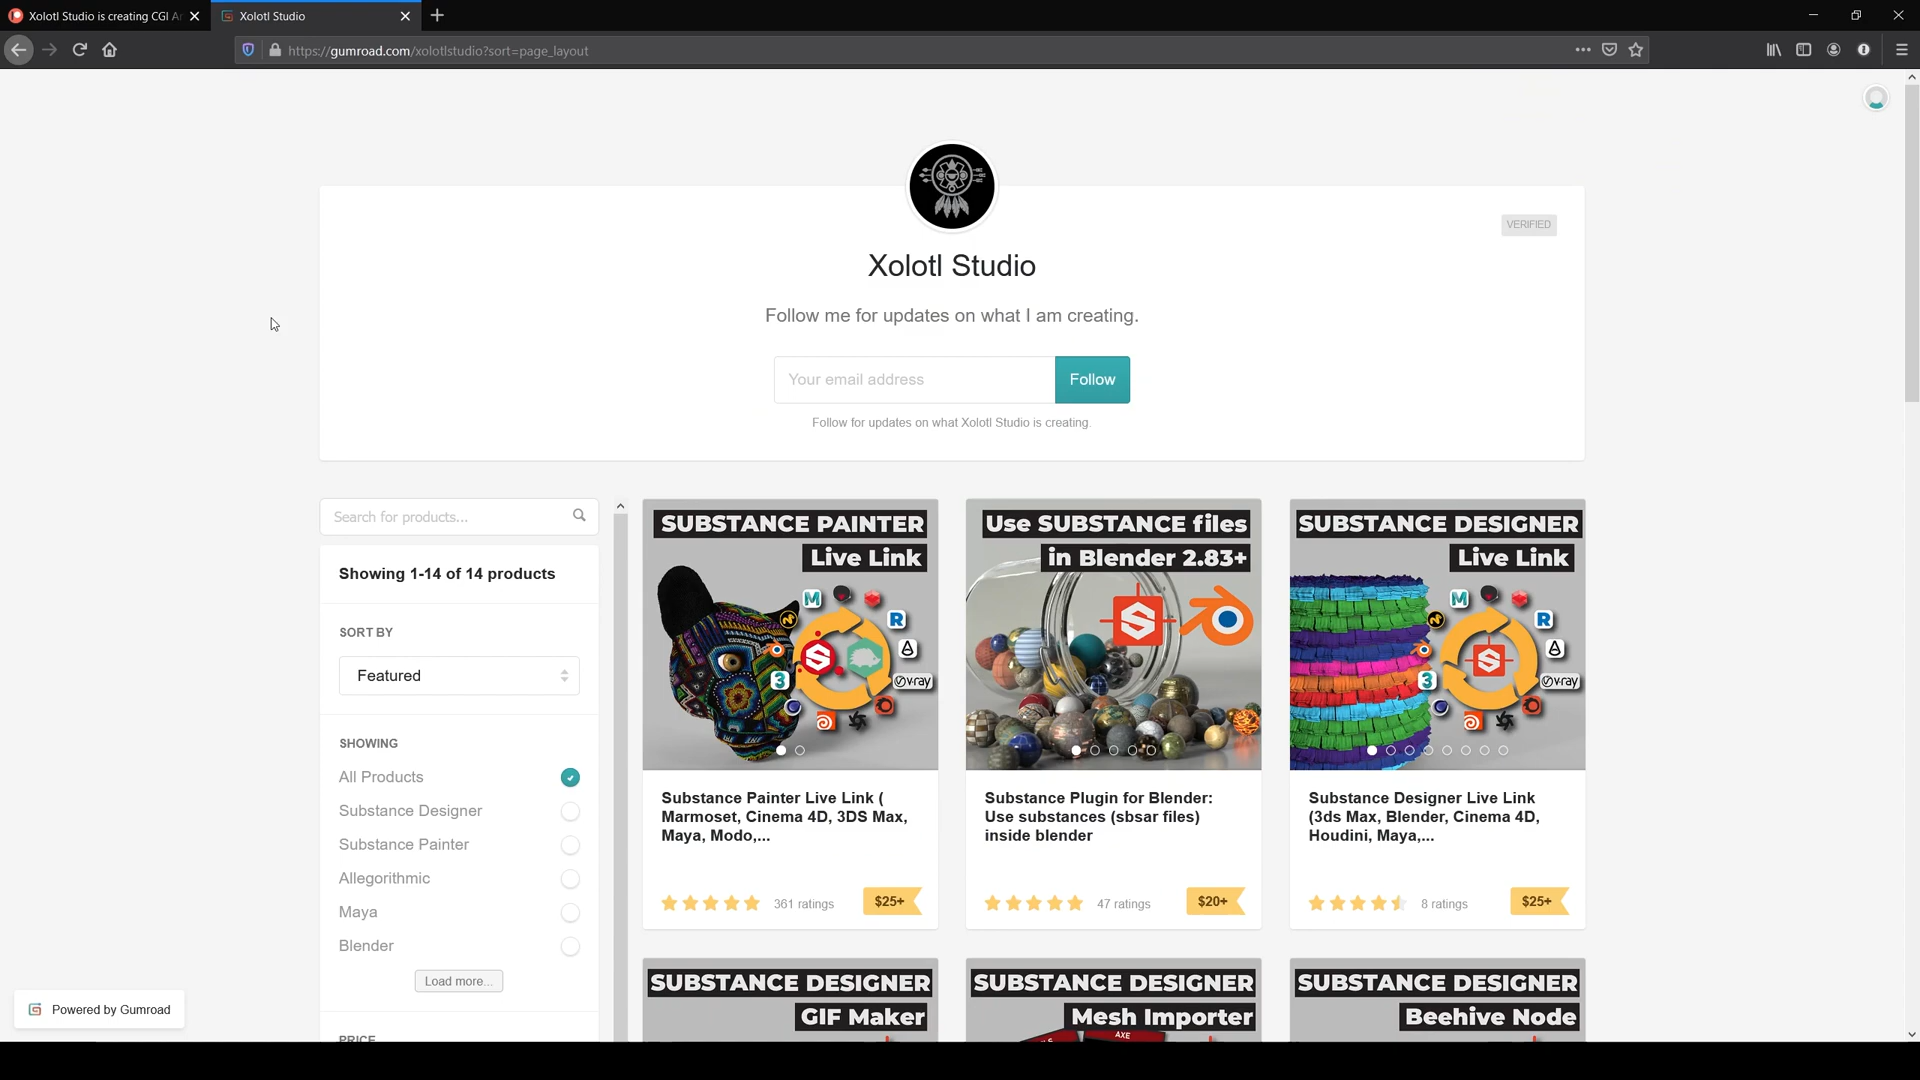 Xolotl Studio is creating CGI Ar
Xolotl Studio
https://gumroad.com/xolotlstudio?sort=page_layout
VERIFIED
Xolotl Studio
Follow me for updates on what I am creating.
Your email address
Follow
Follow for updates on what Xolotl Studio is creating.
Search for products...
Showing 1-14 of 14 products
SORT BY
Featured
SHOWING
All Products
Substance Designer
Substance Painter
Allegorithmic
Maya
Blender
Load more...
PRICE
SUBSTANCE PAINTER
Live Link
v-ray
Substance Painter Live Link (
Marmoset, Cinema 4D, 3DS Max,
Maya, Modo,...
361 ratings
$25+
Use SUBSTANCE files
in Blender 2.83+
Substance Plugin for Blender:
Use substances (sbsar files)
inside blender
47 ratings
$20+
SUBSTANCE DESIGNER
Live Link
v-ray
Substance Designer Live Link
(3ds Max, Blender, Cinema 4D,
Houdini, Maya,...
8 ratings
$25+
SUBSTANCE DESIGNER
GIF Maker
SUBSTANCE DESIGNER
Mesh Importer
AXE
SUBSTANCE DESIGNER
Beehive Node
Powered by Gumroad